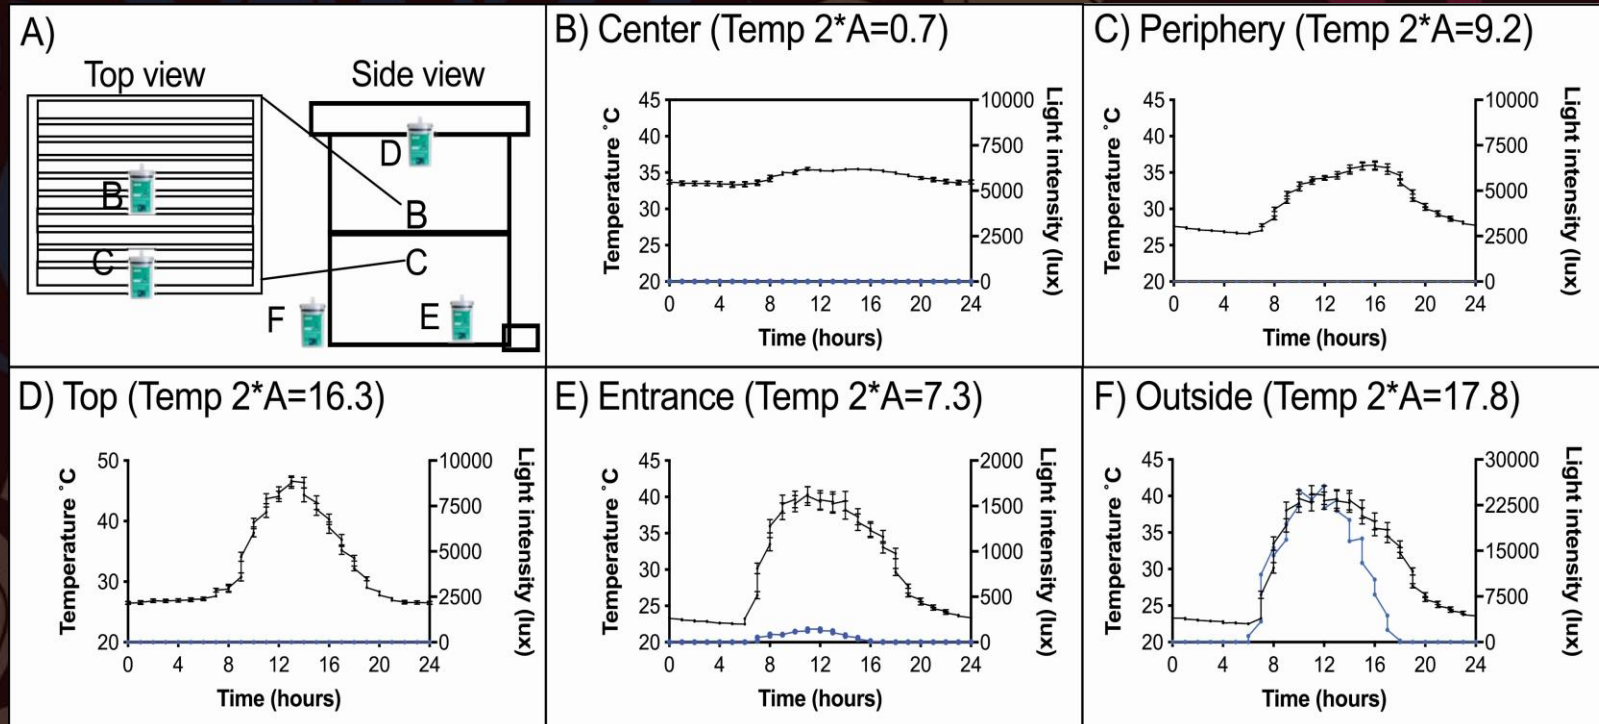 A)
Top view
Side view
B
C
D
B
C
F
E
B) Center (Temp 2*A=0.7)
45
40
35
30
25
20
10000
7500
5000
2500
0
0 4 8 12 16 20 24
Temperature ˚C
Light intensity (lux)
Time (hours)
C) Periphery (Temp 2*A=9.2)
45
40
35
30
25
20
10000
7500
5000
2500
0
0 4 8 12 16 20 24
Temperature ˚C
Light intensity (lux)
Time (hours)
D) Top (Temp 2*A=16.3)
50
40
30
20
10000
7500
5000
2500
0
0 4 8 12 16 20 24
Temperature ˚C
Light intensity (lux)
Time (hours)
E) Entrance (Temp 2*A=7.3)
45
40
35
30
25
20
2000
1500
1000
500
0
0 4 8 12 16 20 24
Temperature ˚C
Light intensity (lux)
Time (hours)
F) Outside (Temp 2*A=17.8)
45
40
35
30
25
20
30000
22500
15000
7500
0
0 4 8 12 16 20 24
Temperature ˚C
Light intensity (lux)
Time (hours)